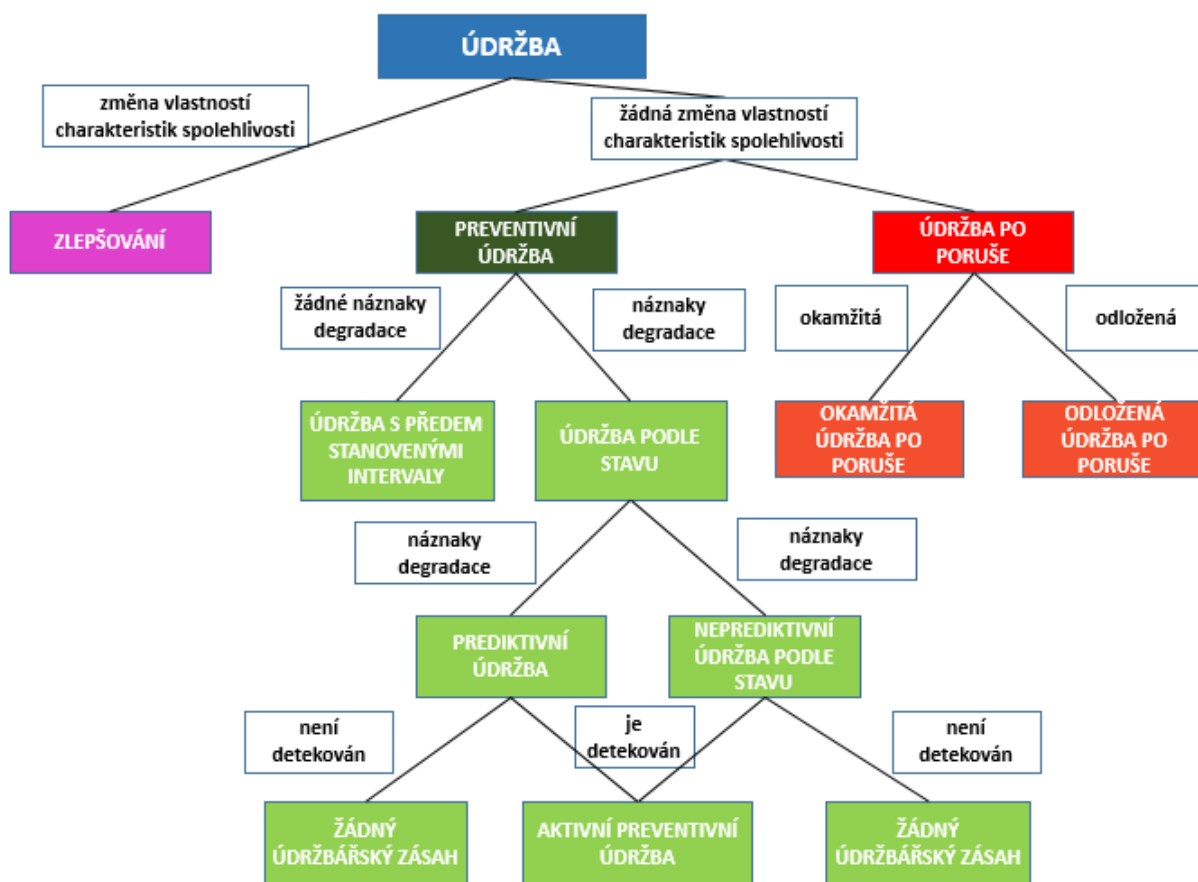 ÚDRŽBA
změna vlastností
charakteristik spolehlivosti
žádná změna vlastností
charakteristik spolehlivosti
ZLEPŠOVÁNÍ
PREVENTIVNÍ
ÚDRŽBA
ÚDRŽBA PO
PORUŠE
žádné náznaky
degradace
náznaky
degradace
okamžitá
odložená
ÚDRŽBA S PŘEDEM
STANOVENÝMI
INTERVALY
ÚDRŽBA PODLE
STAVU
OKAMŽITÁ
ÚDRŽBA PO
PORUŠE
ODLOŽENÁ
ÚDRŽBA PO
PORUŠE
náznaky
degradace
náznaky
degradace
PREDIKTIVNÍ
ÚDRŽBA
NEPREDIKTIVNÍ
ÚDRŽBA PODLE
STAVU
není
detekován
je
detekován
není
detekován
ŽÁDNÝ
ÚDRŽBÁŘSKÝ ZÁSAH
AKTIVNÍ PREVENTIVNÍ
ÚDRŽBA
ŽÁDNÝ
ÚDRŽBÁŘSKÝ ZÁSAH